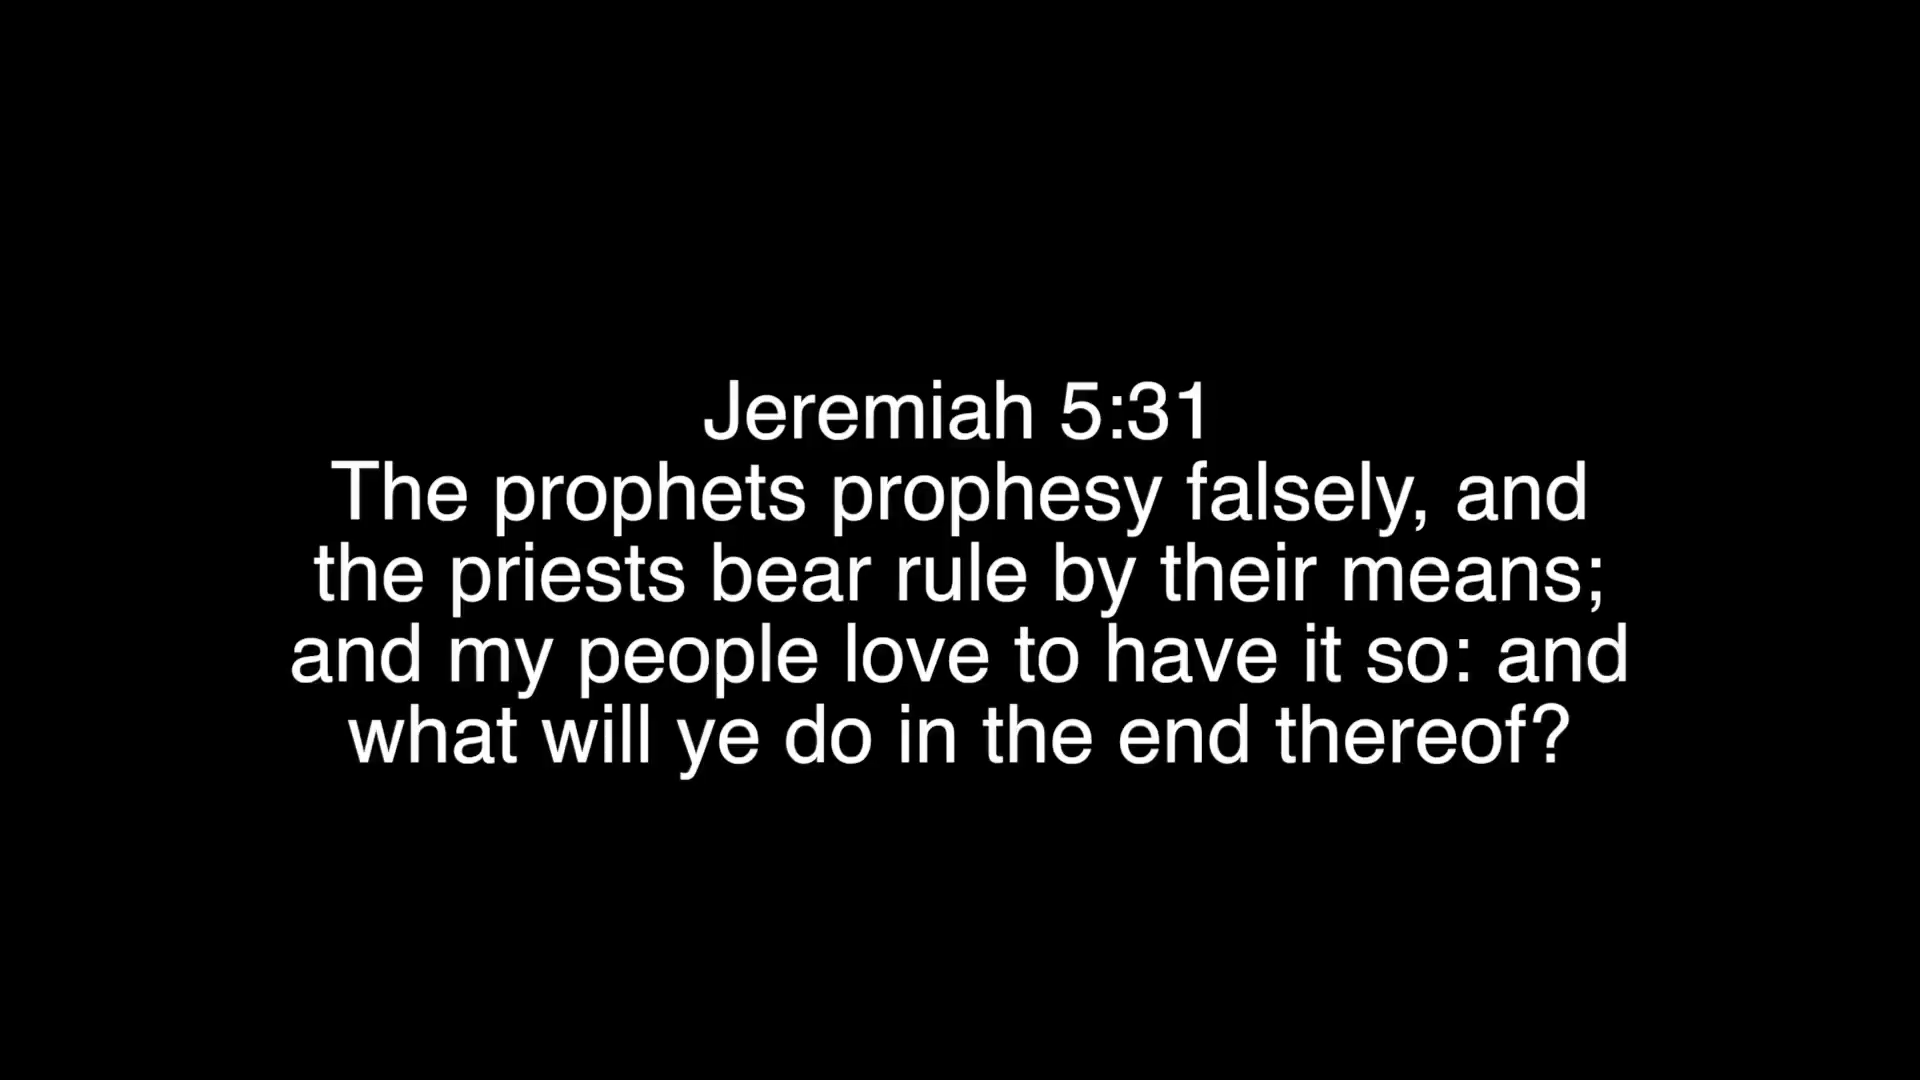 Jeremiah 5:31
The prophets prophesy falsely, and
the priests bear rule by their means;
and my people love to have it so: and
what will ye do in the end thereof?